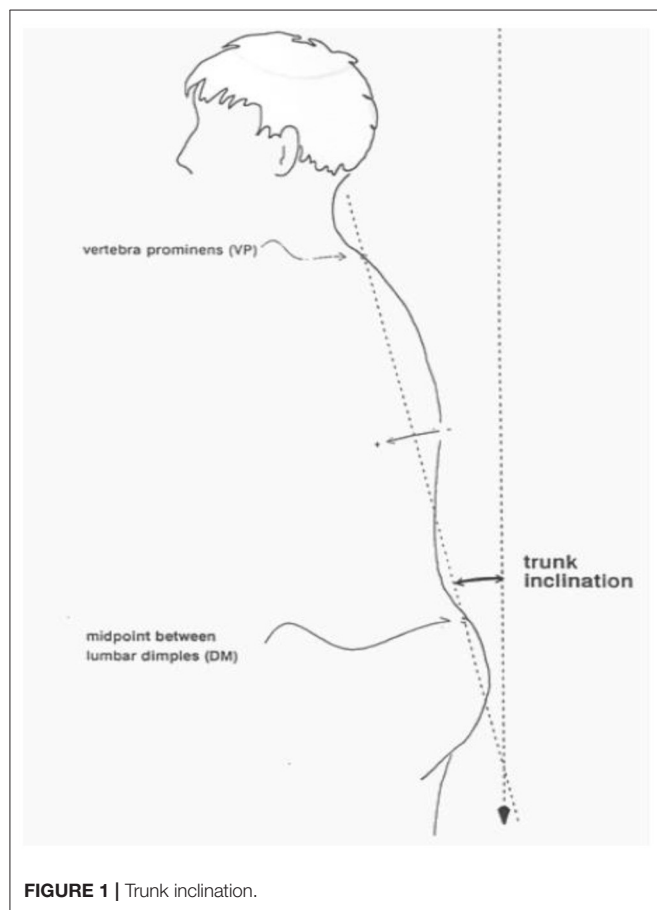 vertebra prominens (VP)
+
-
trunk
inclination
midpoint between
lumbar dimples (DM)
FIGURE 1 | Trunk inclination.